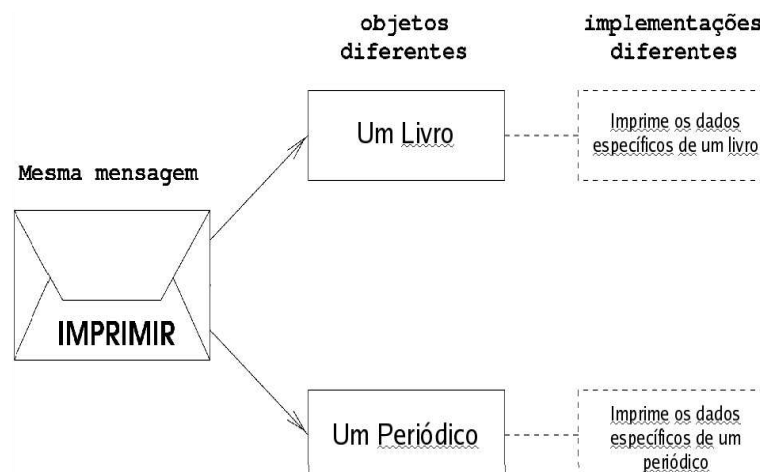 objetos
diferentes
implementações
diferentes
Mesma mensagem
IMPRIMIR
Um Livro
Imprime os dados
específicos de um livro
Um Periódico
Imprime os dados
específicos de um
periódico